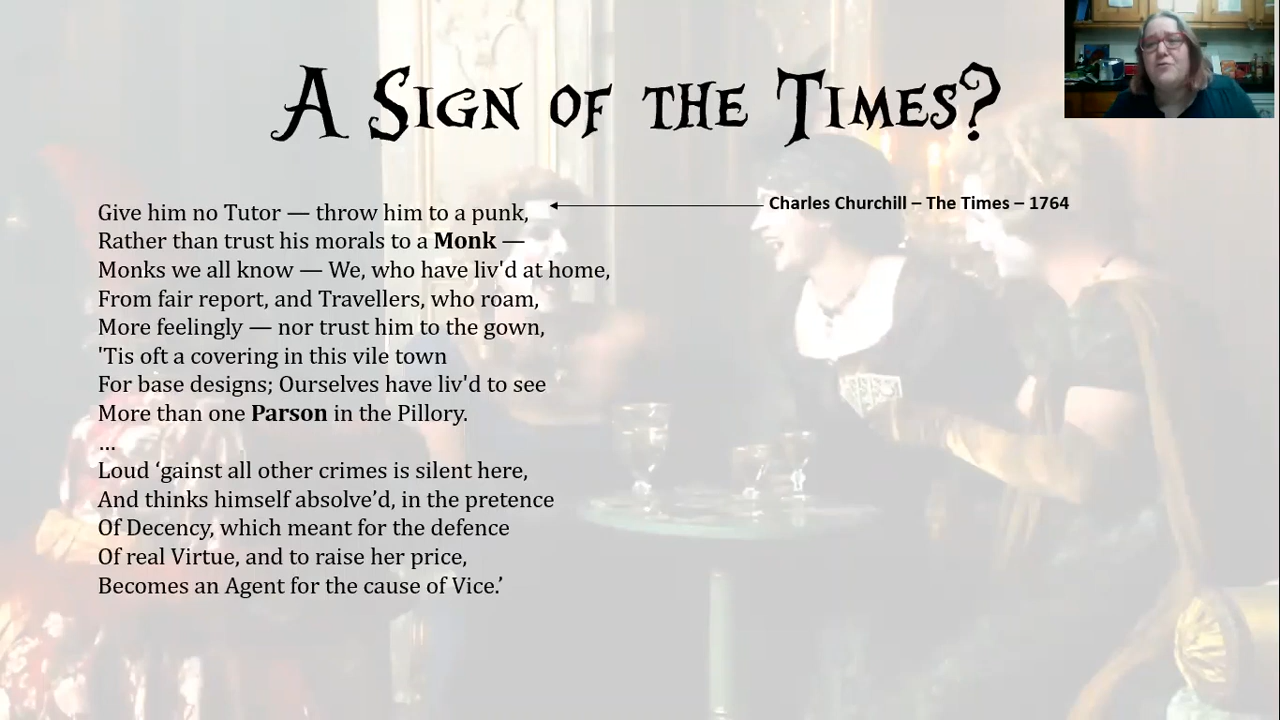 A Sign of the Times?
Charles Churchill – The Times – 1764
Give him no Tutor — throw him to a punk,
Rather than trust his morals to a Monk —
Monks we all know — We, who have liv'd at home,
From fair report, and Travellers, who roam,
More feelingly — nor trust him to the gown,
'Tis oft a covering in this vile town
For base designs; Ourselves have liv'd to see
More than one Parson in the Pillory.
...
Loud ‘gainst all other crimes is silent here,
And thinks himself absolve’d, in the pretence
Of Decency, which meant for the defence
Of real Virtue, and to raise her price,
Becomes an Agent for the cause of Vice.’